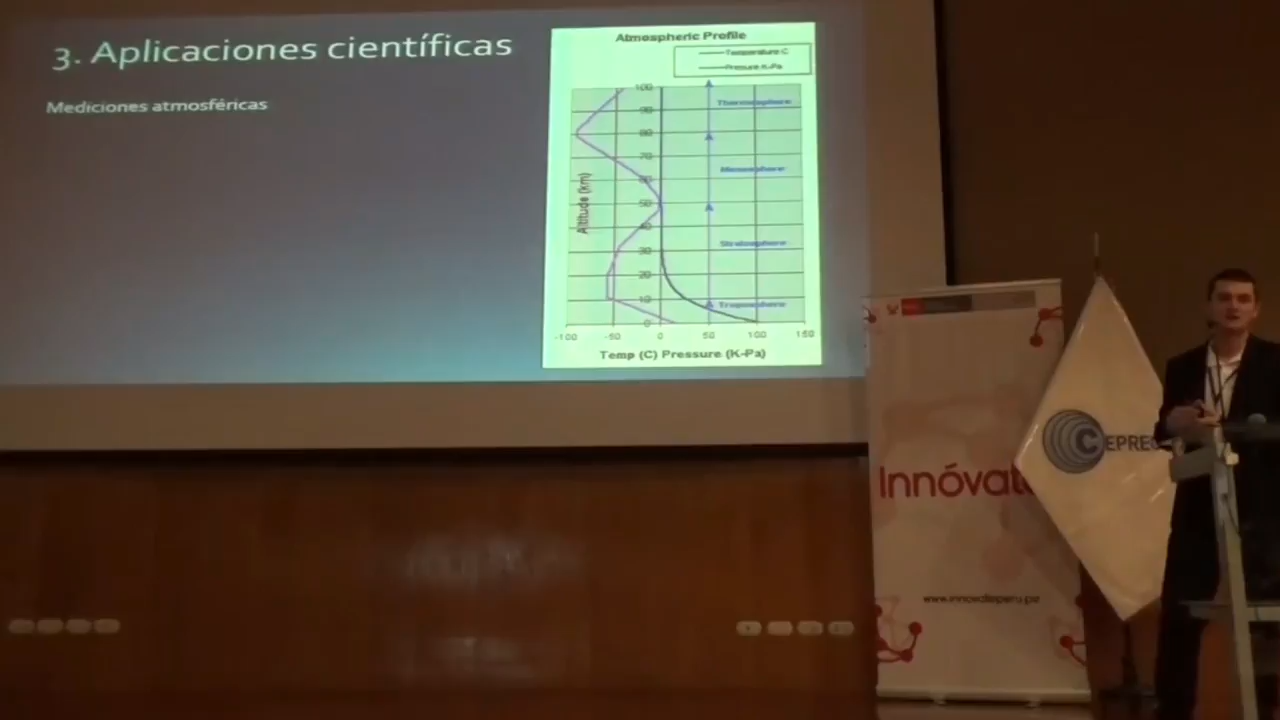 3. Aplicaciones científicas
Mediciones atmosféricas
Atmospheric Profile
Temperature C
Pressure K-Pa
100
90
80
70
60
50
40
30
20
10
0
Altitude (km)
Thermosphere
Mesosphere
Stratosphere
Troposphere
-100 -50 0 50 100 150
Temp (C) Pressure (K-Pa)
Innóvat
www.innovateperu.pe
CEPREC